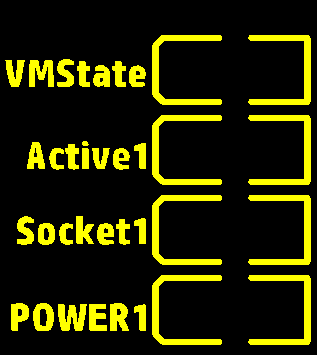 VMState
Active1
Socket1
POWER1